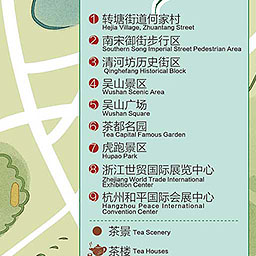 1 转塘街道何家村
Hejia Village, Zhuantang Street
2 南宋御街步行区
Southern Song Imperial Street Pedestrian Area
3 清河坊历史街区
Qinghefang Historical Block
4 吴山景区
Wushan Scenic Area
5 吴山广场
Wushan Square
6 茶都名园
Tea Capital Famous Garden
7 虎跑景区
Hupao Park
8 浙江世贸国际展览中心
Zhejiang World Trade International
Exhibition Center
9 杭州和平国际会展中心
Hangzhou Peace International
Convention Center
茶景 Tea Scenery
茶楼 Tea Houses